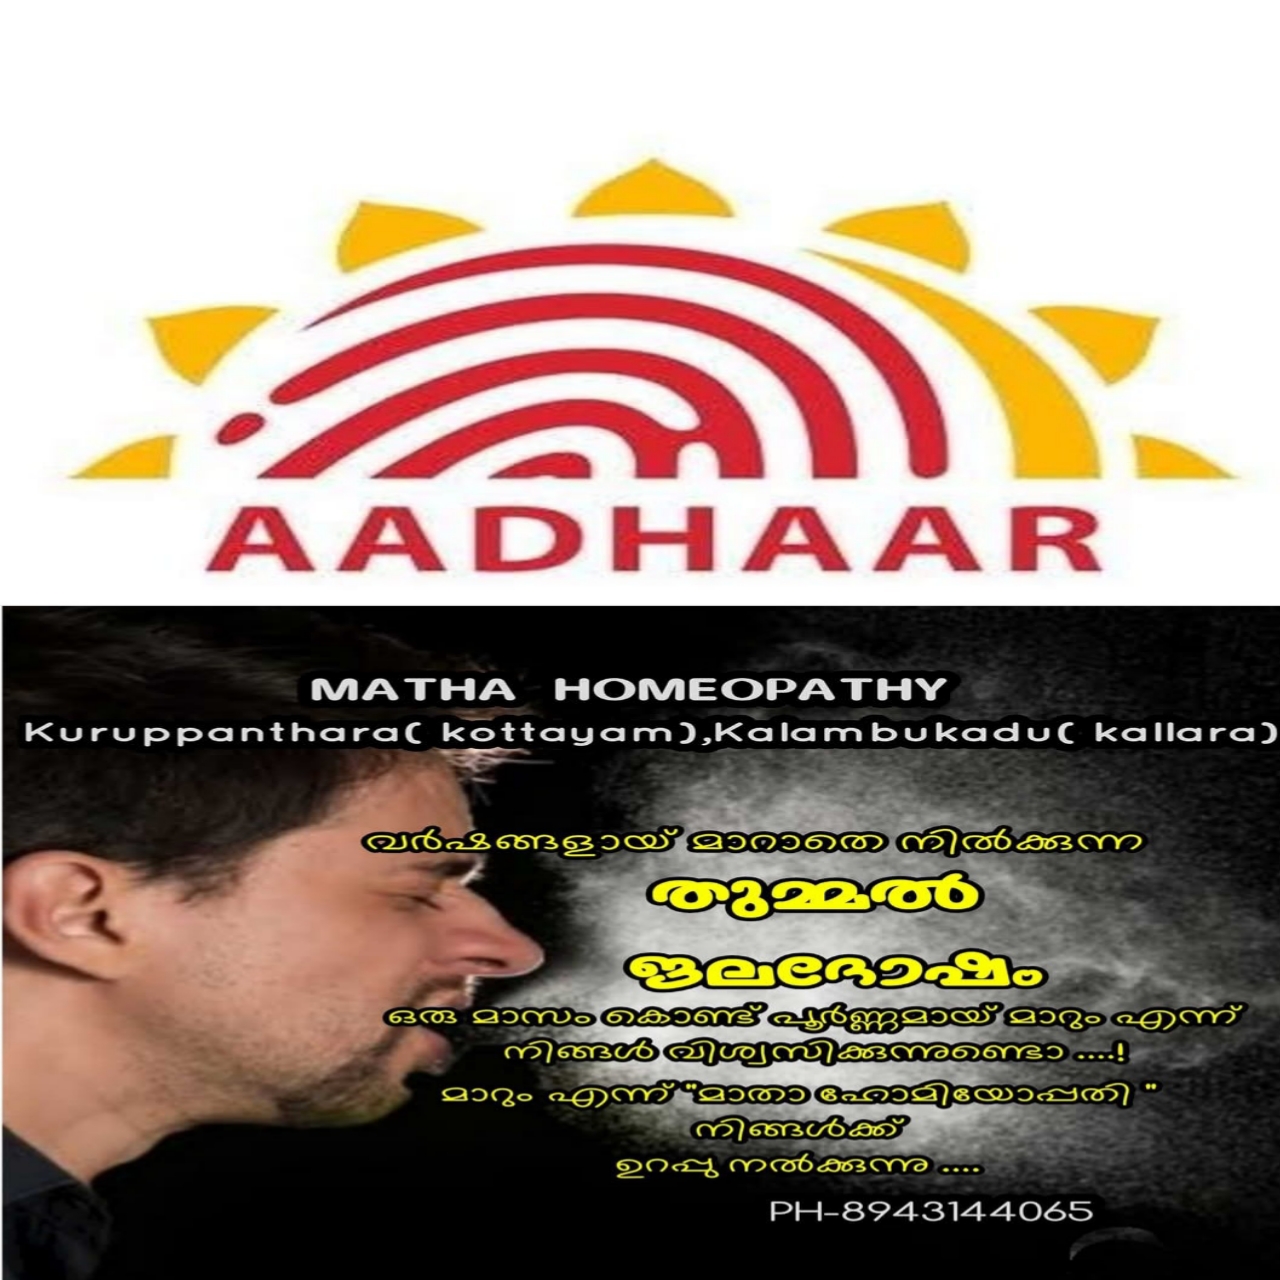 AADHAAR
MATHA HOMEOPATHY
Kuruppanthara( kottayam),Kalambukadu( kallara)
വർഷങ്ങളായ് മാറാതെ നിൽക്കുന്ന
തുമ്മൽ
ജലദോഷം
ഒരു മാസം കൊണ്ട് പൂർണ്ണമായ് മാറും എന്ന്
നിങ്ങൾ വിശ്വസിക്കുന്നുണ്ടൊ ....!
മാറും എന്ന് "മാതാ ഹോമിയോപ്പതി "
നിങ്ങൾക്ക്
ഉറപ്പു നൽക്കുന്നു ....
PH-8943144065